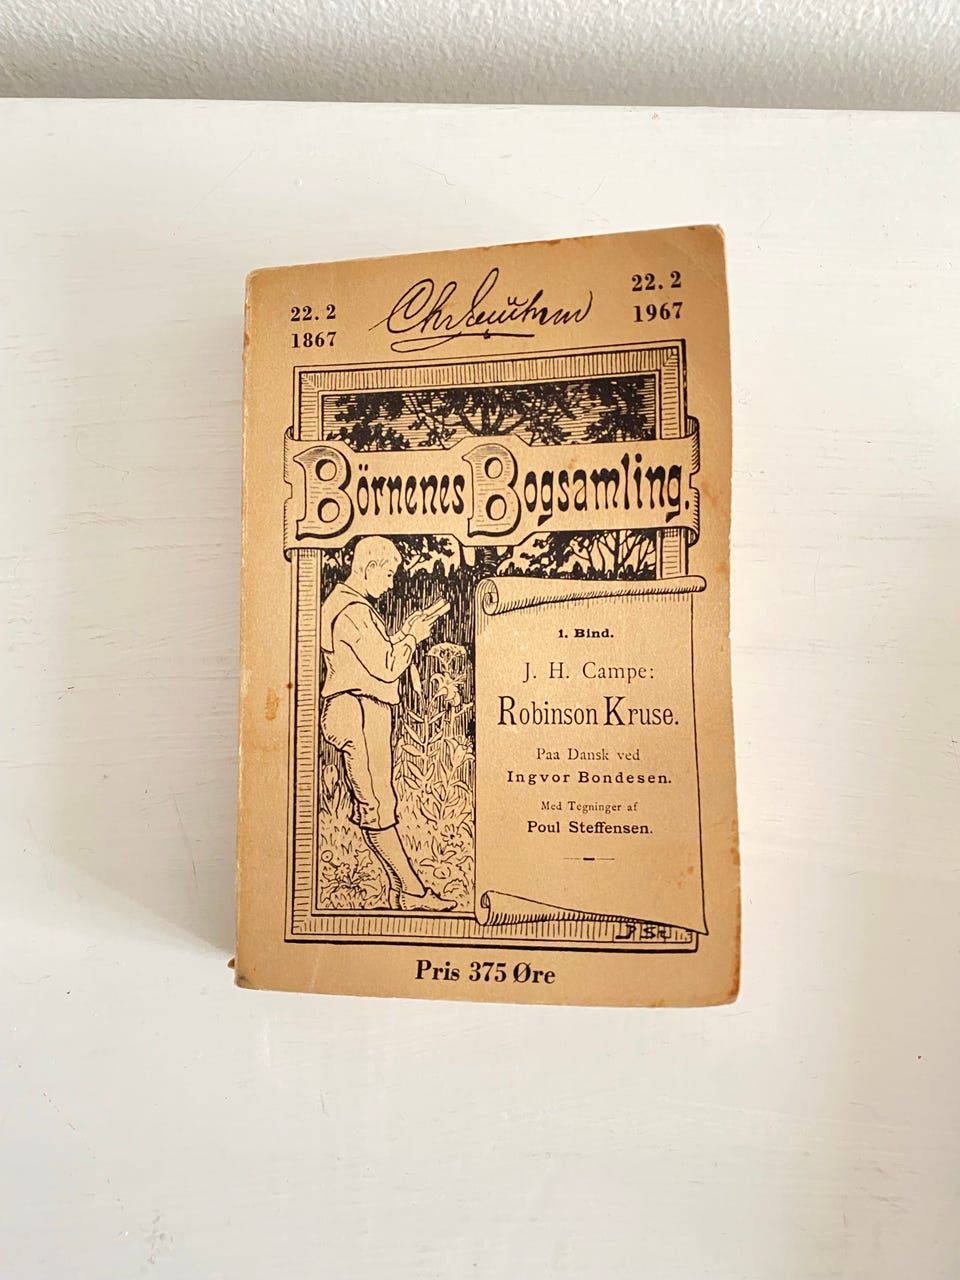 22. 2
1867
22. 2
1967
Börnenes Bogsamling.
1. Bind.
J. H. Campe:
Robinson Kruse.
Paa Dansk ved
Ingvor Bondesen.
Med Tegninger af
Poul Steffensen.
Pris 375 Øre